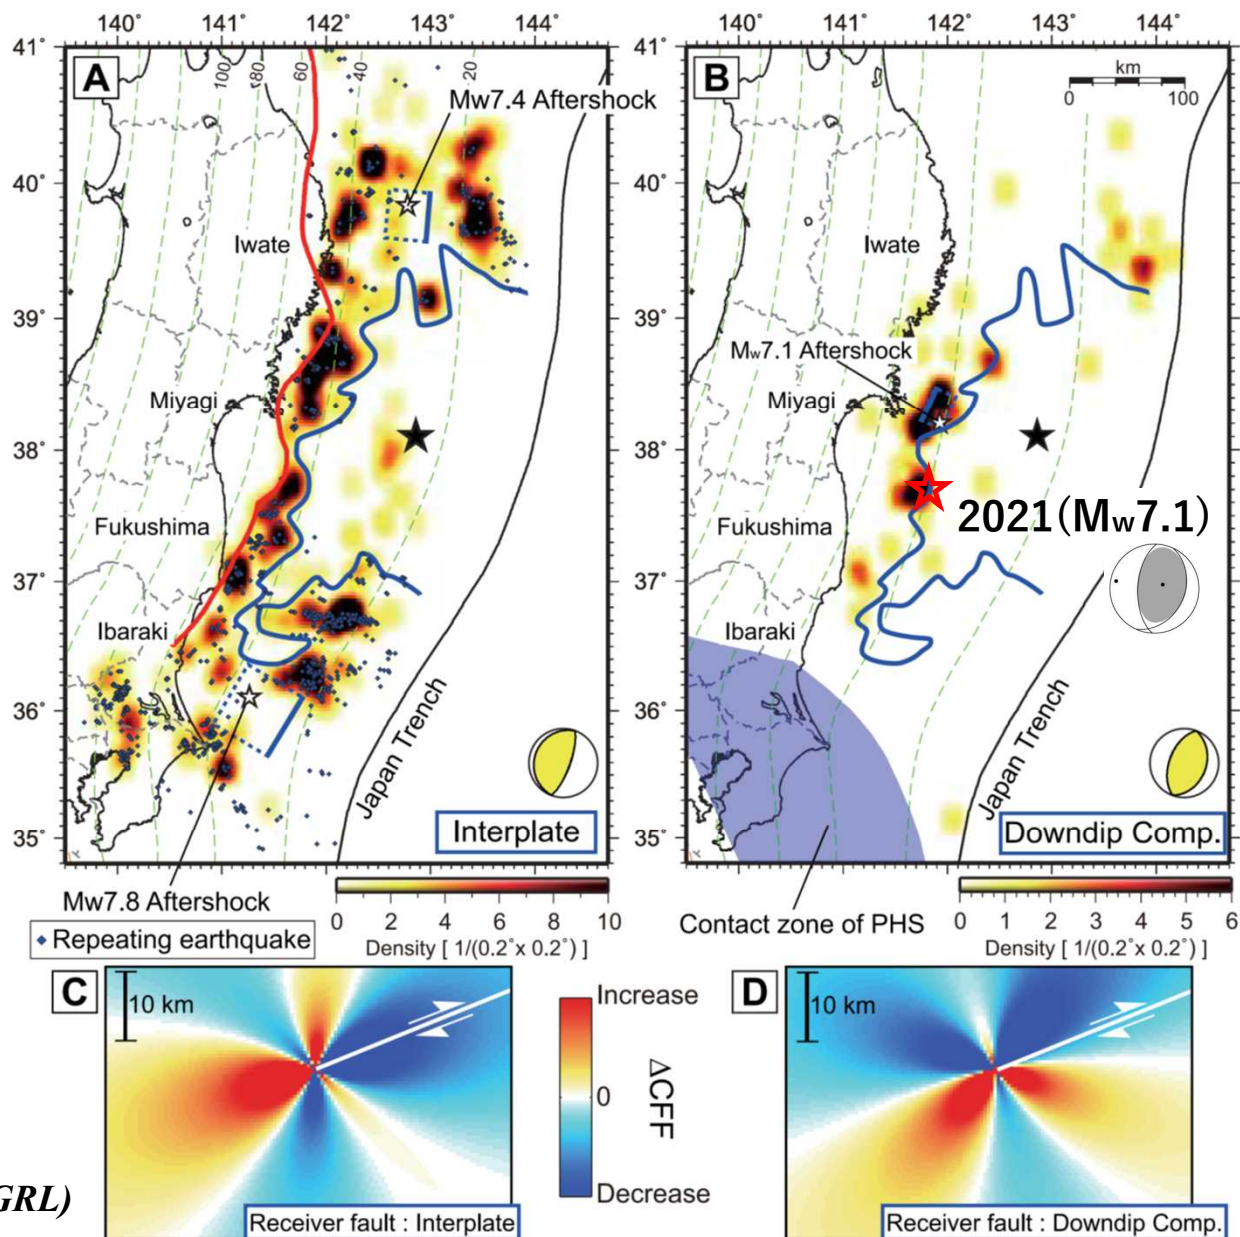 140° 141° 142° 143° 144°
140° 141° 142° 143° 144°
41°
40°
39°
38°
37°
36°
35°
A
100
80
60
40
20
Mw7.4 Aftershock
Iwate
Miyagi
Fukushima
Ibaraki
Japan Trench
Interplate
Mw7.8 Aftershock
Repeating earthquake
0 2 4 6 8 10
Density [ 1/(0.2°x 0.2°) ]
41°
40°
39°
38°
37°
36°
35°
B
km
0 100
Iwate
Mw7.1 Aftershock
Miyagi
2021(Mw7.1)
Fukushima
Ibaraki
Japan Trench
Downdip Comp.
Contact zone of PHS
0 1 2 3 4 5 6
Density [ 1/(0.2°x 0.2°) ]
C
10 km
Receiver fault : Interplate
Increase
0
Decrease
ΔCFF
D
10 km
Receiver fault : Downdip Comp.
GRL)